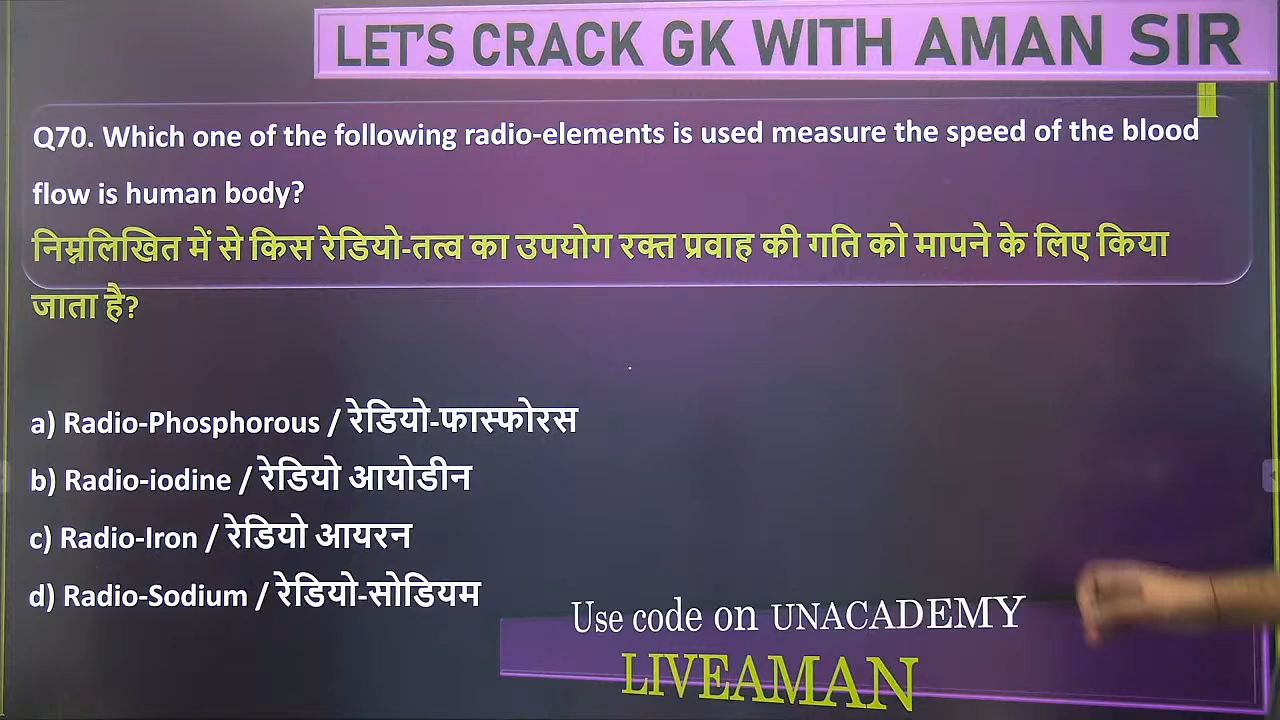 LET'S CRACK GK WITH AMAN SIR
Q70. Which one of the following radio-elements is used measure the speed of the blood
flow is human body?
निम्नलिखित में से किस रेडियो-तत्व का उपयोग रक्त प्रवाह की गति को मापने के लिए किया
जाता है?
a) Radio-Phosphorous / रेडियो-फास्फोरस
b) Radio-iodine / रेडियो आयोडीन
c) Radio-Iron / रेडियो आयरन
d) Radio-Sodium / रेडियो-सोडियम
Use code on UNACADEMY
LIVEAMAN